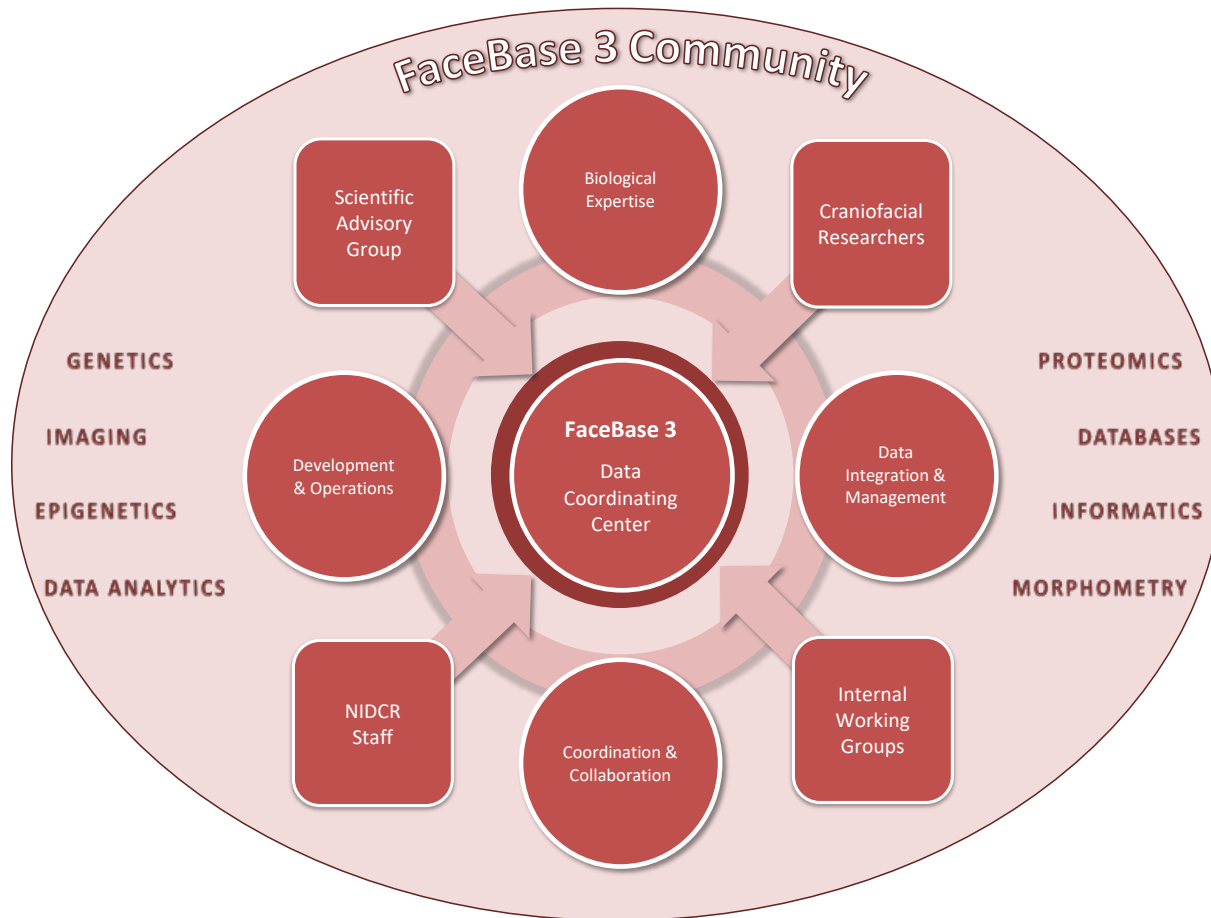 FaceBase 3 Community
Scientific
Advisory
Group
Biological
Expertise
Craniofacial
Researchers
GENETICS
IMAGING
EPIGENETICS
DATA ANALYTICS
Development
& Operations
FaceBase 3
Data
Coordinating
Center
Data
Integration &
Management
PROTEOMICS
DATABASES
INFORMATICS
MORPHOMETRY
NIDCR
Staff
Coordination &
Collaboration
Internal
Working
Groups